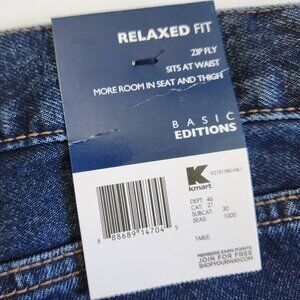 RELAXED FIT
ZIP FLY
SITS AT WAIST
MORE ROOM IN SEAT AND THIGH
BASIC
EDITIONS
K
kmart
DEPT: 46
CAT: 21
SUBCAT: 30
SEAS: 1000
8 88689 14704 5
TABLE
MEMBERS EARN POINTS
JOIN FOR FREE
SHOPYOURWAY.COM